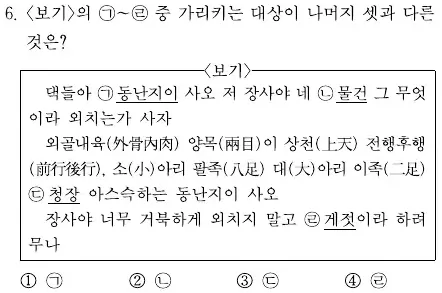 6. 〈보기〉의 ㉠~㉣ 중 가리키는 대상이 나머지 셋과 다른
것은?
〈보기〉
댁들아 ㉠동난지이 사오 저 장사야 네 ㉡물건 그 무엇
이라 외치는가 사자
외골내육(外骨內肉) 양목(兩目)이 상천(上天) 전행후행
(前行後行), 소(小)아리 팔족(八足) 대(大)아리 이족(二足)
㉢청장 아스슥하는 동난지이 사오
장사야 너무 거북하게 외치지 말고 ㉣게젓이라 하려
무나
① ㉠ ② ㉡ ③ ㉢ ④ ㉣